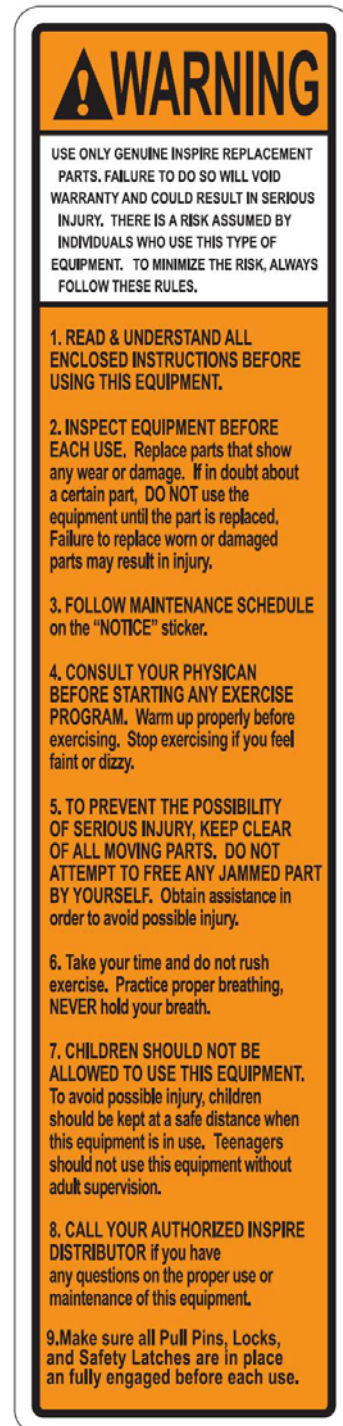 WARNING
USE ONLY GENUINE INSPIRE REPLACEMENT
PARTS. FAILURE TO DO SO WILL VOID
WARRANTY AND COULD RESULT IN SERIOUS
INJURY. THERE IS A RISK ASSUMED BY
INDIVIDUALS WHO USE THIS TYPE OF
EQUIPMENT. TO MINIMIZE THE RISK, ALWAYS
FOLLOW THESE RULES.
1. READ & UNDERSTAND ALL
ENCLOSED INSTRUCTIONS BEFORE
USING THIS EQUIPMENT.
2. INSPECT EQUIPMENT BEFORE
EACH USE. Replace parts that show
any wear or damage. If in doubt about
a certain part, DO NOT use the
equipment until the part is replaced.
Failure to replace worn or damaged
parts may result in injury.
3. FOLLOW MAINTENANCE SCHEDULE
on the “NOTICE” sticker.
4. CONSULT YOUR PHYSICAN
BEFORE STARTING ANY EXERCISE
PROGRAM. Warm up properly before
exercising. Stop exercising if you feel
faint or dizzy.
5. TO PREVENT THE POSSIBILITY
OF SERIOUS INJURY, KEEP CLEAR
OF ALL MOVING PARTS. DO NOT
ATTEMPT TO FREE ANY JAMMED PART
BY YOURSELF. Obtain assistance in
order to avoid possible injury.
6. Take your time and do not rush
exercise. Practice proper breathing,
NEVER hold your breath.
7. CHILDREN SHOULD NOT BE
ALLOWED TO USE THIS EQUIPMENT.
To avoid possible injury, children
should be kept at a safe distance when
this equipment is in use. Teenagers
should not use this equipment without
adult supervision.
8. CALL YOUR AUTHORIZED INSPIRE
DISTRIBUTOR if you have
any questions on the proper use or
maintenance of this equipment.
9.Make sure all Pull Pins, Locks,
and Safety Latches are in place
an fully engaged before each use.